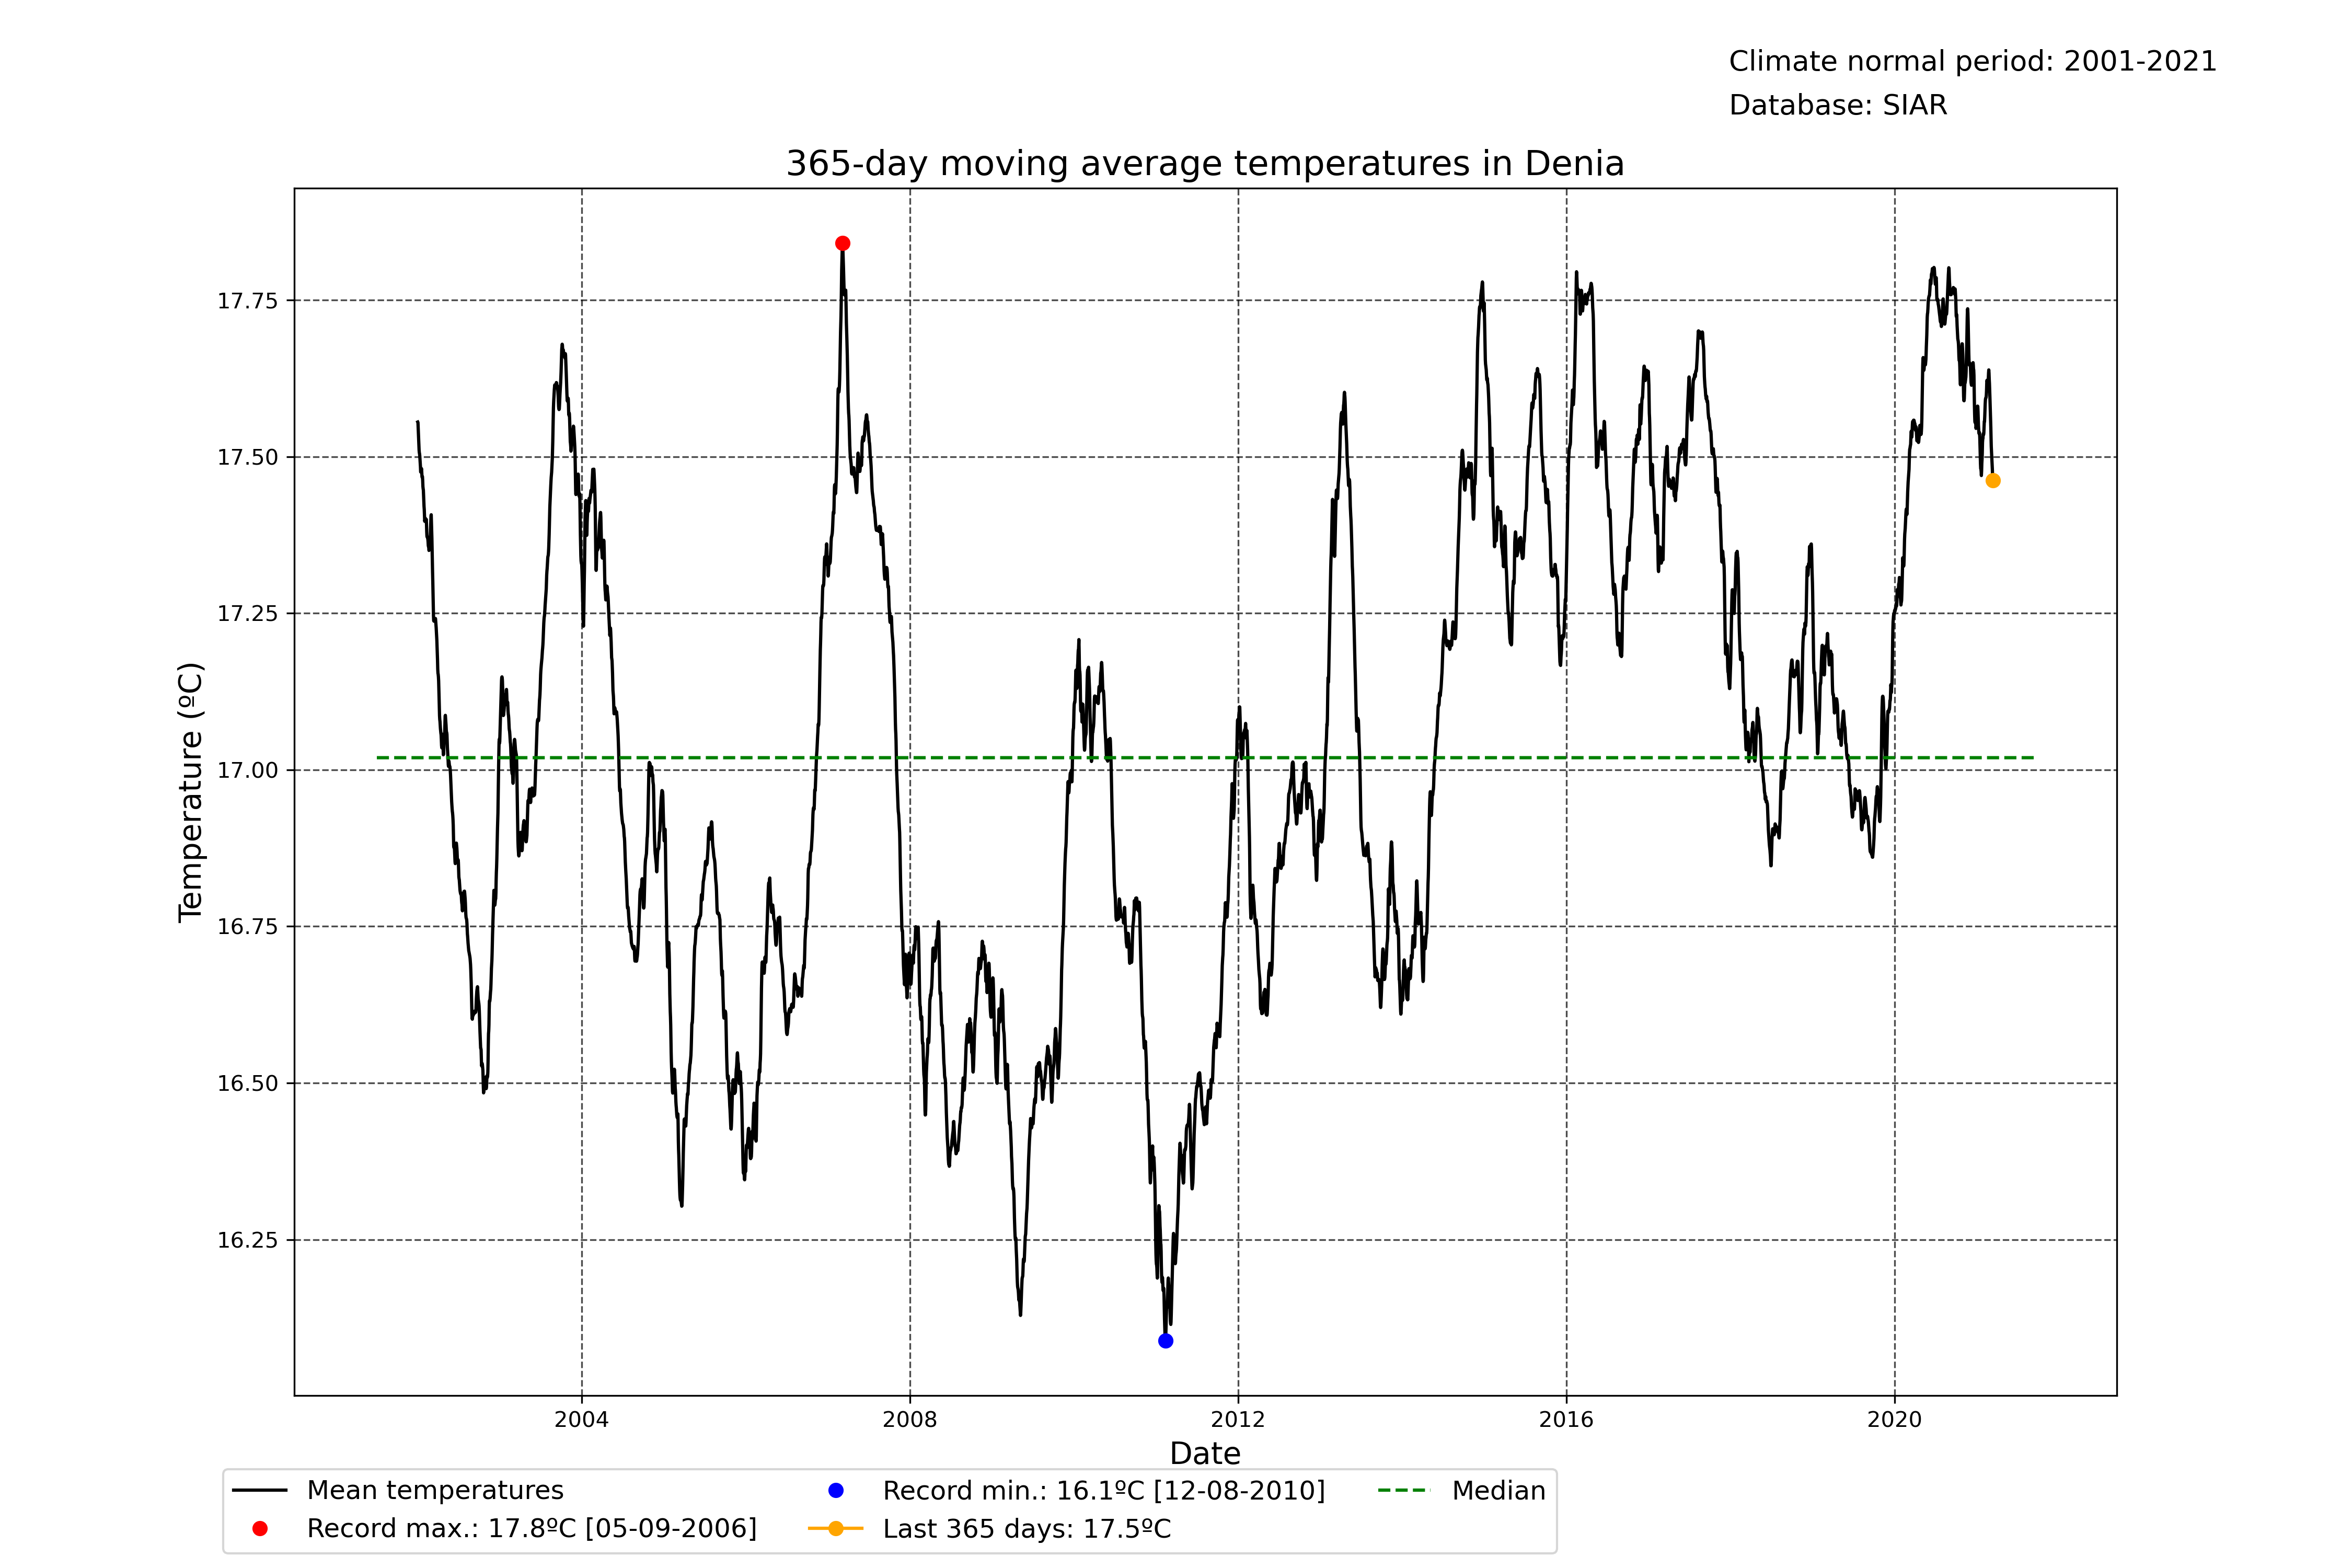 Climate normal period: 2001-2021
Database: SIAR
365-day moving average temperatures in Denia
Temperature (ºC)
17.75
17.50
17.25
17.00
16.75
16.50
16.25
2004
2008
2012
2016
2020
Date
Mean temperatures
Record max.: 17.8ºC [05-09-2006]
Record min.: 16.1ºC [12-08-2010]
Last 365 days: 17.5ºC
Median